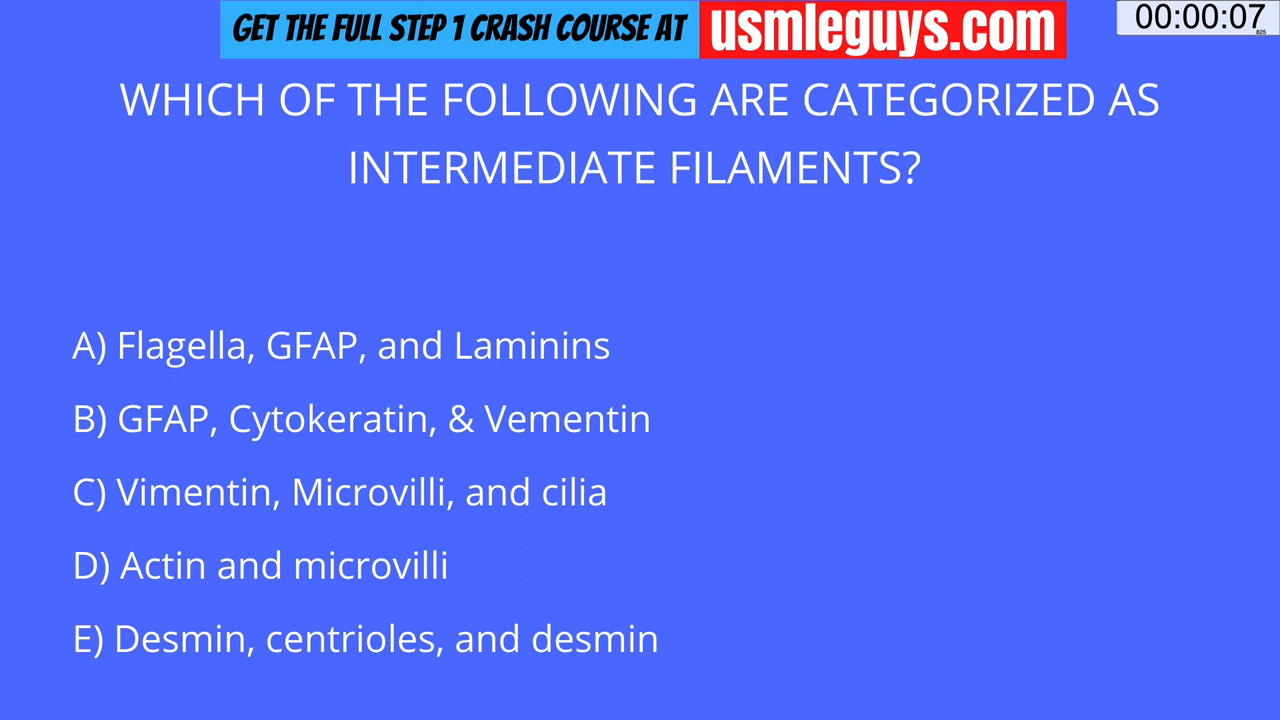 GET THE FULL STEP 1 CRASH COURSE AT usmleguys.com
00:00:07
825
WHICH OF THE FOLLOWING ARE CATEGORIZED AS
INTERMEDIATE FILAMENTS?
A) Flagella, GFAP, and Laminins
B) GFAP, Cytokeratin, & Vementin
C) Vimentin, Microvilli, and cilia
D) Actin and microvilli
E) Desmin, centrioles, and desmin